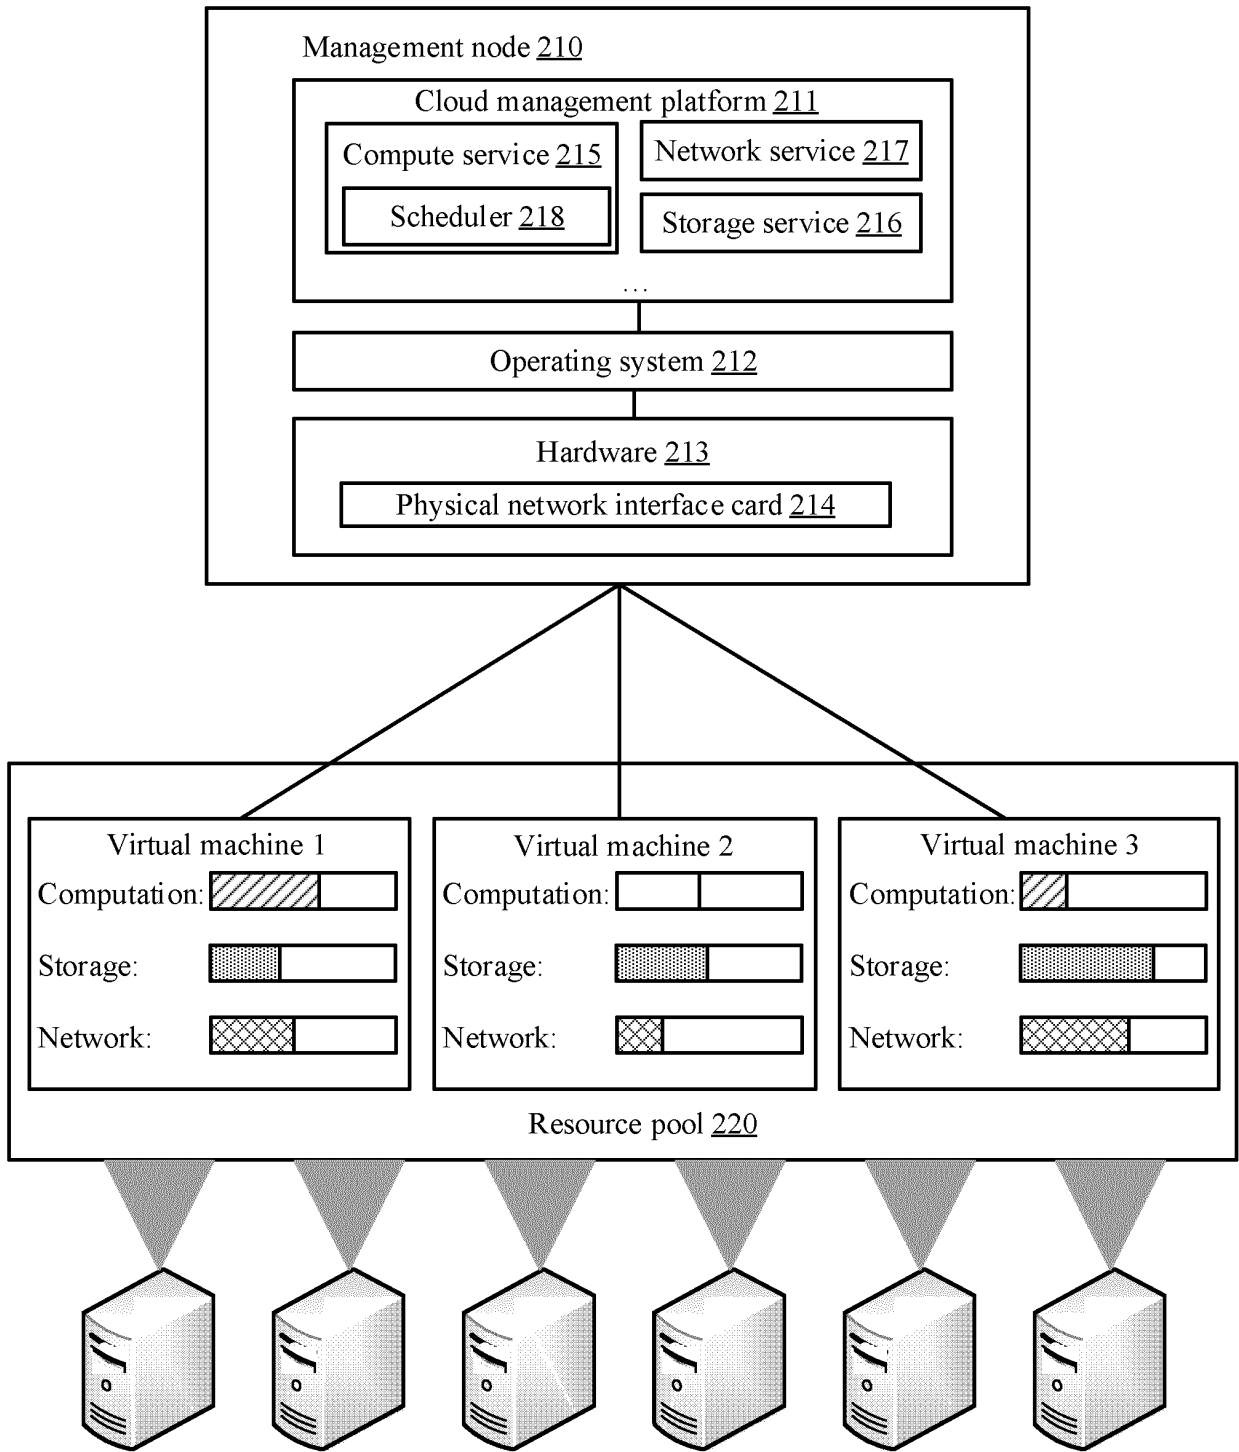 Management node 210
Cloud management platform 211
Compute service 215
Scheduler 218
Network service 217
Storage service 216
...
Operating system 212
Hardware 213
Physical network interface card 214
Virtual machine 1
Computation:
Storage:
Network:
Virtual machine 2
Computation:
Storage:
Network:
Virtual machine 3
Computation:
Storage:
Network:
Resource pool 220